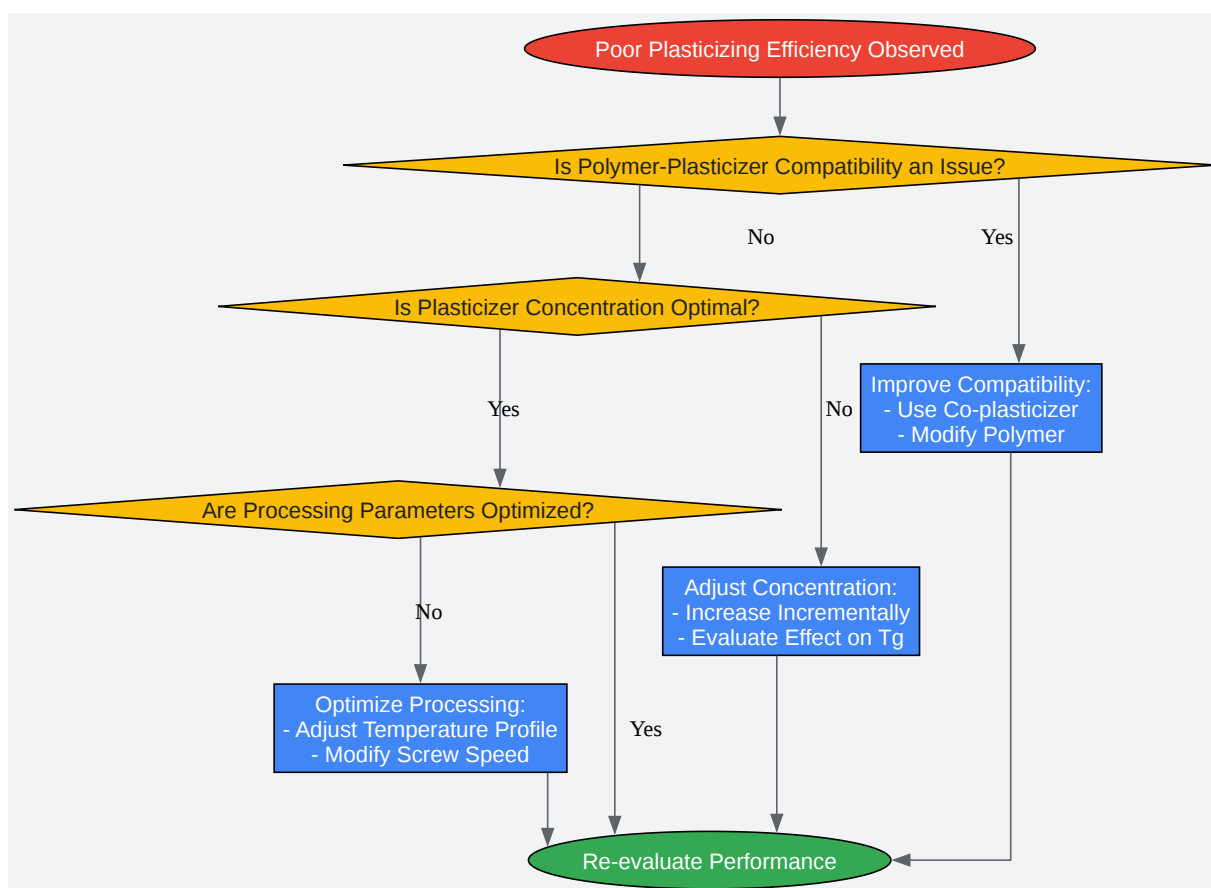 Poor Plasticizing Efficiency Observed
Is Polymer-Plasticizer Compatibility an Issue?
No
Yes
Is Plasticizer Concentration Optimal?
Improve Compatibility:
- Use Co-plasticizer
- Modify Polymer
Yes
No
Are Processing Parameters Optimized?
Adjust Concentration:
- Increase Incrementally
- Evaluate Effect on Tg
No
Optimize Processing:
- Adjust Temperature Profile
- Modify Screw Speed
Yes
Re-evaluate Performance